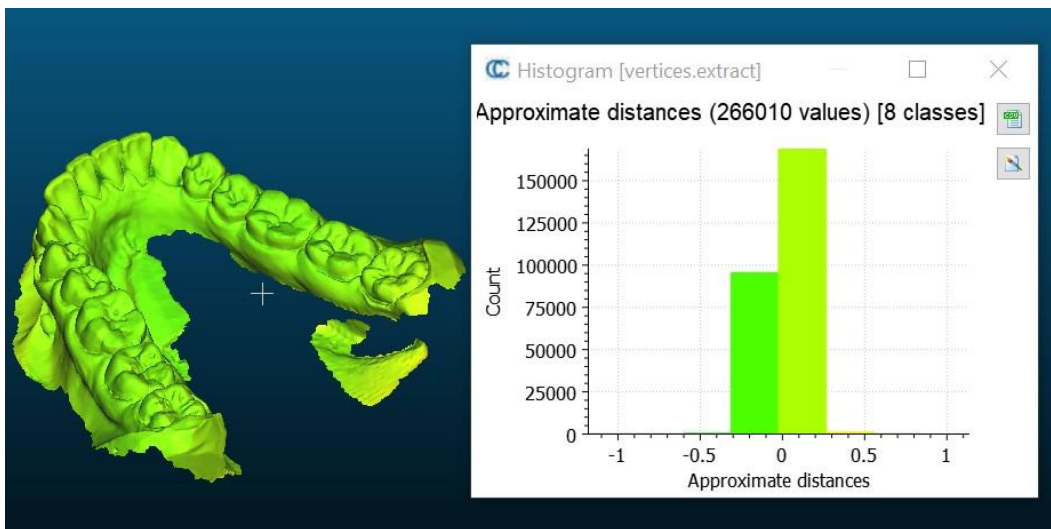 Histogram [vertices.extract]
Approximate distances (266010 values) [8 classes]
150000
125000
100000
75000
50000
25000
0
Count
-1 -0.5 0 0.5 1
Approximate distances